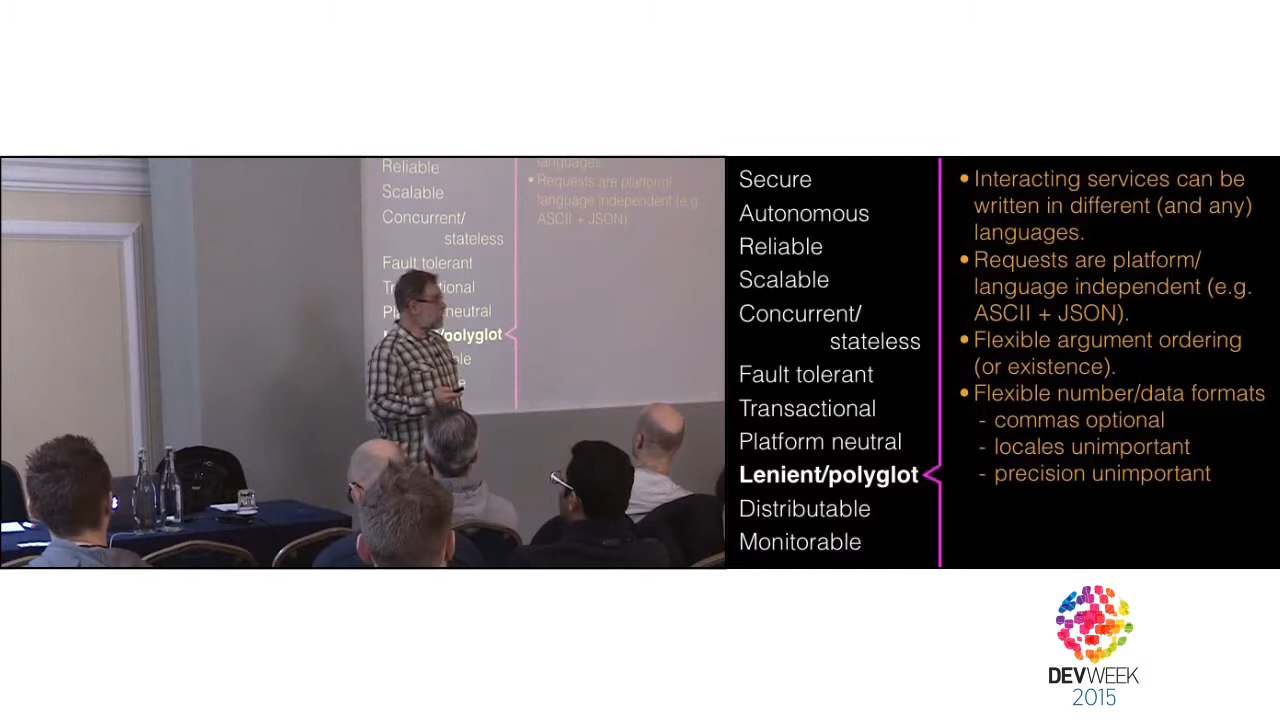 languages.
Reliable
• Requests are platform/
Scalable
language independent (e.g.
Concurrent/
ASCII + JSON)
stateless
Fault tolerant
neutral
/polyglot
Secure
Autonomous
Reliable
Scalable
Concurrent/
stateless
Fault tolerant
Transactional
Platform neutral
Lenient/polyglot
Distributable
Monitorable
• Interacting services can be
written in different (and any)
languages.
• Requests are platform/
language independent (e.g.
ASCII + JSON).
• Flexible argument ordering
(or existence).
• Flexible number/data formats
- commas optional
- locales unimportant
- precision unimportant
DEVWEEK
2015